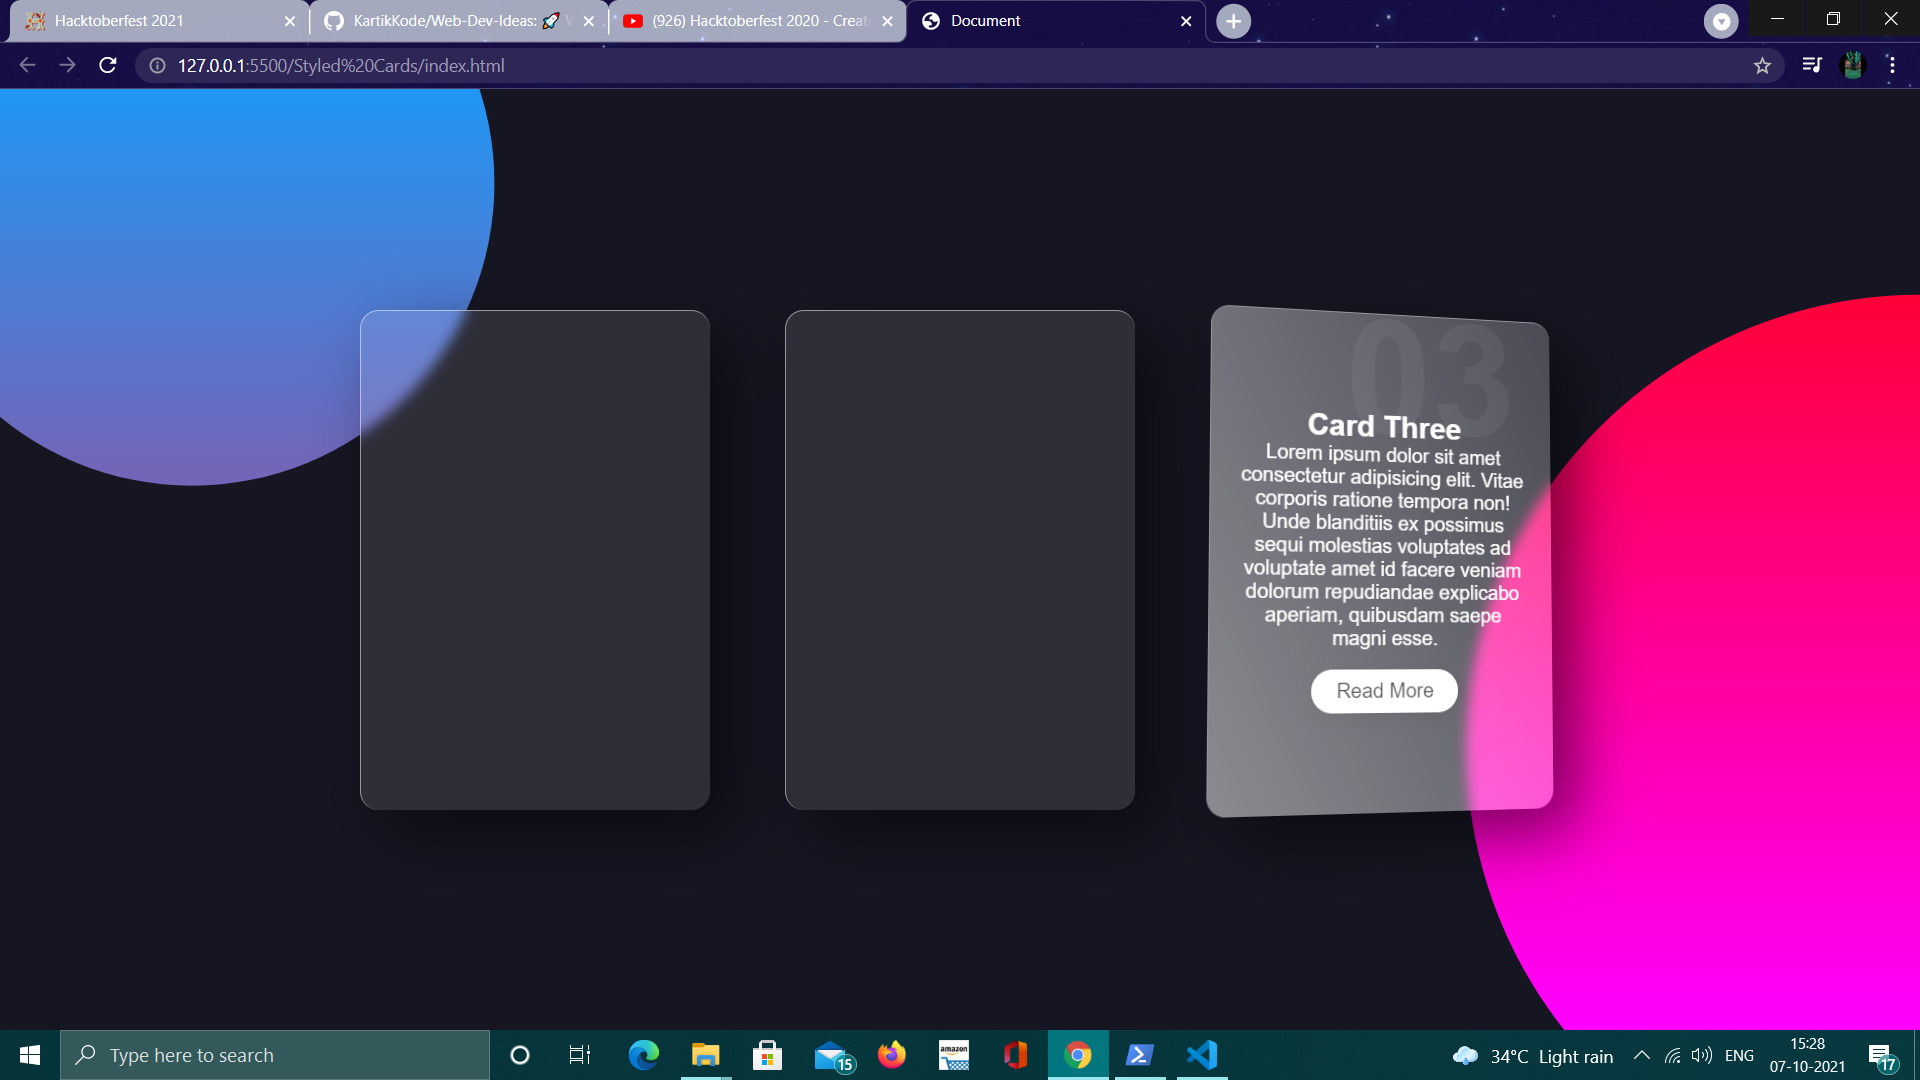 Hacktoberfest 2021
KartikKode/Web-Dev-Ideas: 🚀
(926) Hacktoberfest 2020 - Create
Document
127.0.0.1:5500/Styled%20Cards/index.html
03
Card Three
Lorem ipsum dolor sit amet
consectetur adipisicing elit. Vitae
corporis ratione tempora non!
Unde blanditiis ex possimus
sequi molestias voluptates ad
voluptate amet id facere veniam
dolorum repudiandae explicabo
aperiam, quibusdam saepe
magni esse.
Read More
Type here to search
15
amazon
34°C Light rain
ENG
15:28
07-10-2021
17